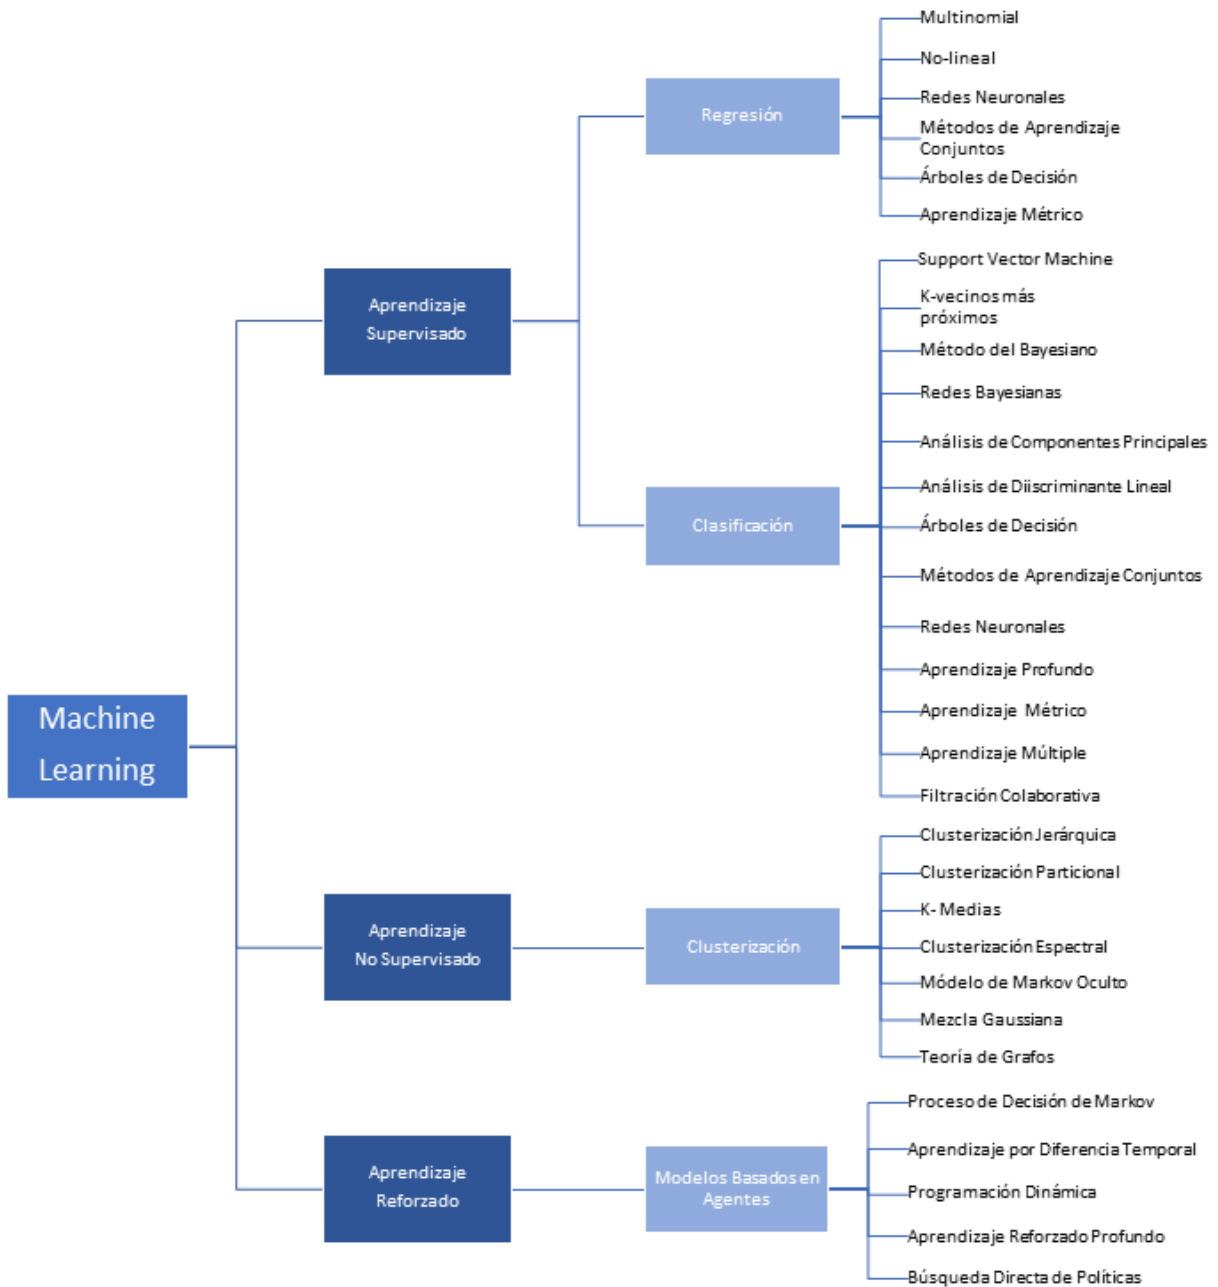 Multinomial
No-lineal
Regresión
Redes Neuronales
Métodos de Aprendizaje
Conjuntos
Árboles de Decisión
Aprendizaje Métrico
Support Vector Machine
Aprendizaje
Supervisado
K-vecinos más
próximos
Método del Bayesiano
Redes Bayesianas
Análisis de Componentes Principales
Análisis de Diiscriminante Lineal
Clasificación
Árboles de Decisión
Métodos de Aprendizaje Conjuntos
Redes Neuronales
Aprendizaje Profundo
Aprendizaje Métrico
Machine
Learning
Aprendizaje Múltiple
Filtración Colaborativa
Clusterización Jerárquica
Clusterización Particional
K- Medias
Aprendizaje
No Supervisado
Clusterización
Clusterización Espectral
Módelo de Markov Oculto
Mezcla Gaussiana
Teoría de Grafos
Proceso de Decisión de Markov
Aprendizaje por Diferencia Temporal
Aprendizaje
Reforzado
Modelos Basados en
Agentes
Programación Dinámica
Aprendizaje Reforzado Profundo
Búsqueda Directa de Políticas